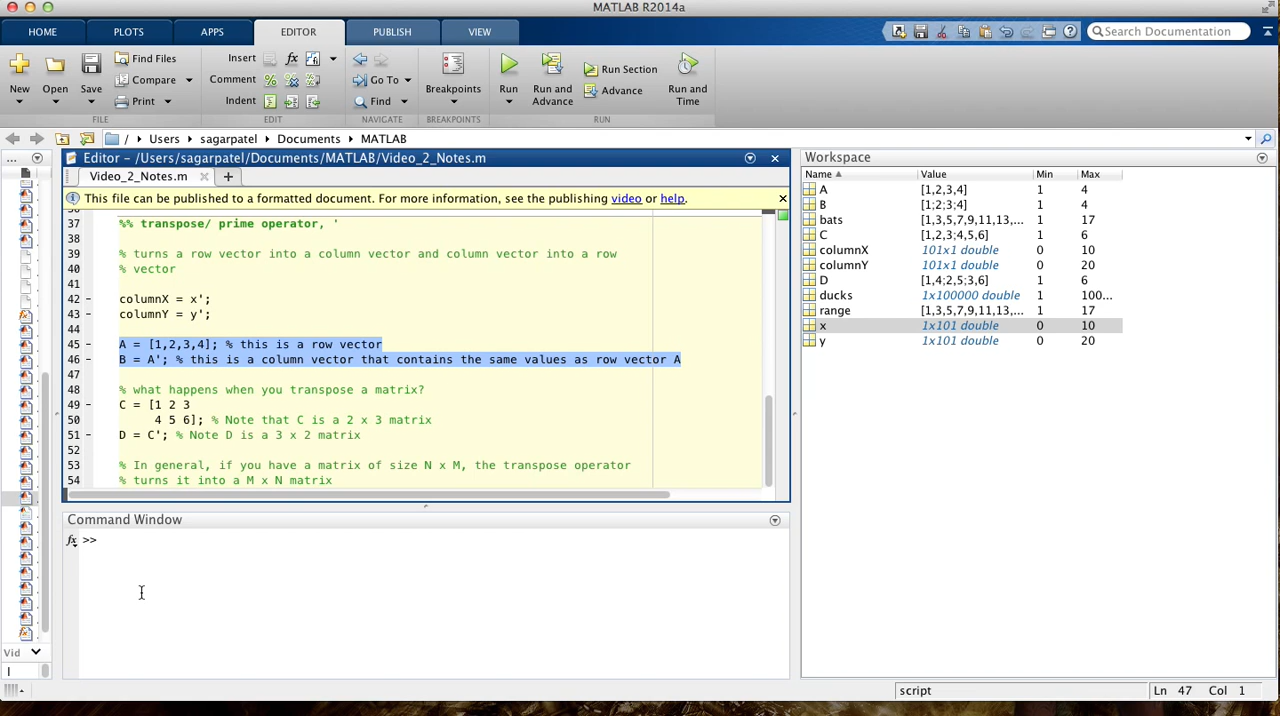 MATLAB R2014a
HOME PLOTS APPS EDITOR PUBLISH VIEW
Search Documentation
New Open Save Find Files Compare Print
Insert Comment Indent
Go To Find
Breakpoints
Run Run and Advance Run Section Advance Run and Time
FILE EDIT NAVIGATE BREAKPOINTS RUN
/ Users sagarpatel Documents MATLAB
...
Editor - /Users/sagarpatel/Documents/MATLAB/Video_2_Notes.m
Video_2_Notes.m
This file can be published to a formatted document. For more information, see the publishing video or help.
37 %% transpose/ prime operator, '
38
39 % turns a row vector into a column vector and column vector into a row
40 % vector
41
42 - columnX = x';
43 - columnY = y';
44
45 - A = [1,2,3,4]; % this is a row vector
46 - B = A'; % this is a column vector that contains the same values as row vector A
47
48 % what happens when you transpose a matrix?
49 - C = [1 2 3
50 4 5 6]; % Note that C is a 2 x 3 matrix
51 - D = C'; % Note D is a 3 x 2 matrix
52
53 % In general, if you have a matrix of size N x M, the transpose operator
54 % turns it into a M x N matrix
Command Window
fx >>
Vid
Workspace
Name Value Min Max
A [1,2,3,4] 1 4
B [1;2;3;4] 1 4
bats [1,3,5,7,9,11,13,... 1 17
C [1,2,3;4,5,6] 1 6
columnX 101x1 double 0 10
columnY 101x1 double 0 20
D [1,4;2,5;3,6] 1 6
ducks 1x100000 double 1 100...
range [1,3,5,7,9,11,13,... 1 17
x 1x101 double 0 10
y 1x101 double 0 20
script Ln 47 Col 1